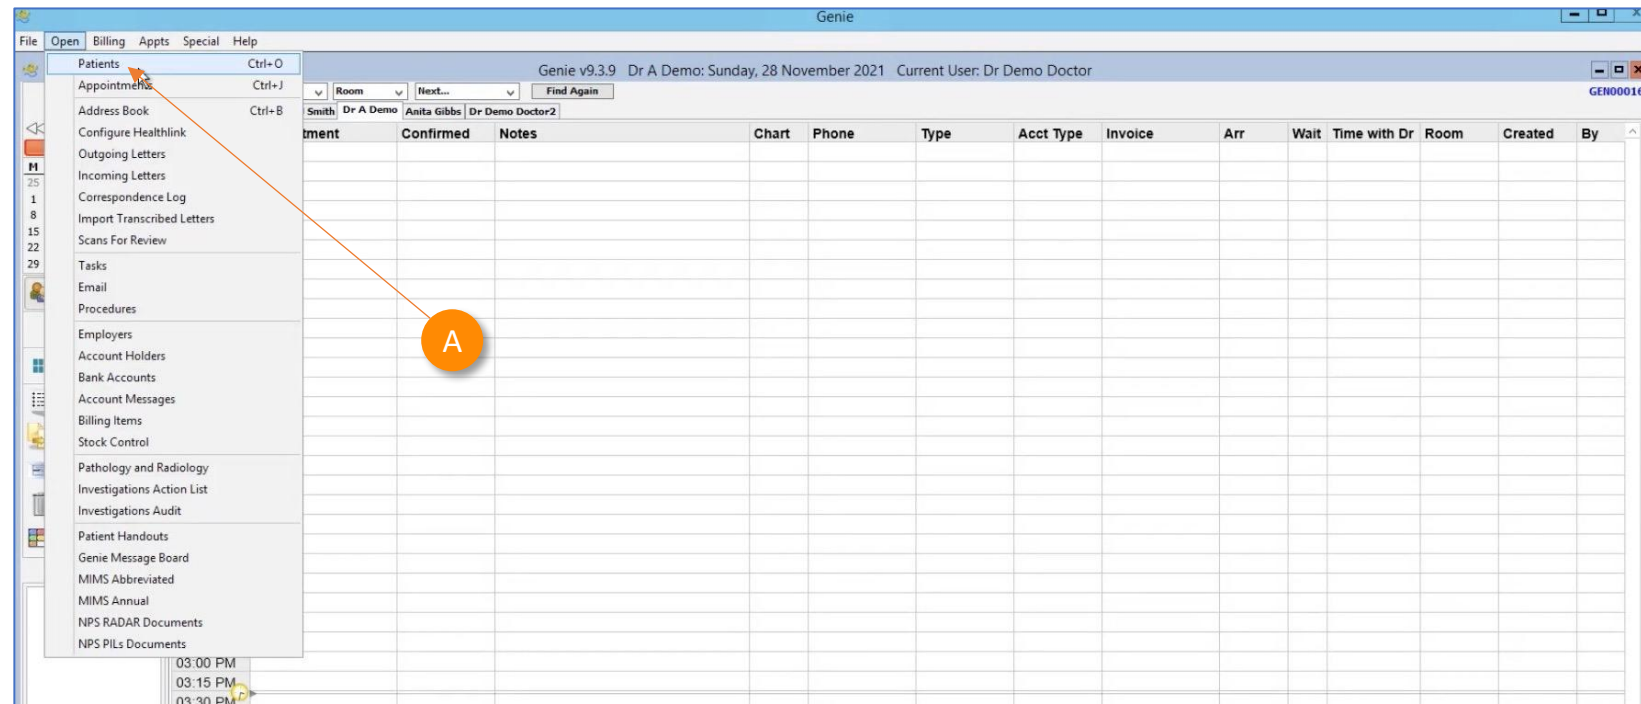 Genie
File Open Billing Appts Special Help
Patients Ctrl+O
Genie v9.3.9 Dr A Demo: Sunday, 28 November 2021 Current User: Dr Demo Doctor
Appointments Ctrl+J
Room Next... Find Again
GEN00016
Address Book Ctrl+B
Smith Dr A Demo Anita Gibbs Dr Demo Doctor2
tment Confirmed Notes Chart Phone Type Acct Type Invoice Arr Wait Time with Dr Room Created By
Configure Healthlink
Outgoing Letters
Incoming Letters
Correspondence Log
Import Transcribed Letters
Scans For Review
M
25
1
8
15
22
29
Tasks
Email
Procedures
Employers
Account Holders
Bank Accounts
Account Messages
Billing Items
Stock Control
Pathology and Radiology
Investigations Action List
Investigations Audit
Patient Handouts
Genie Message Board
MIMS Abbreviated
MIMS Annual
NPS RADAR Documents
NPS PILs Documents
A
03:00 PM
03:15 PM
03:30 PM